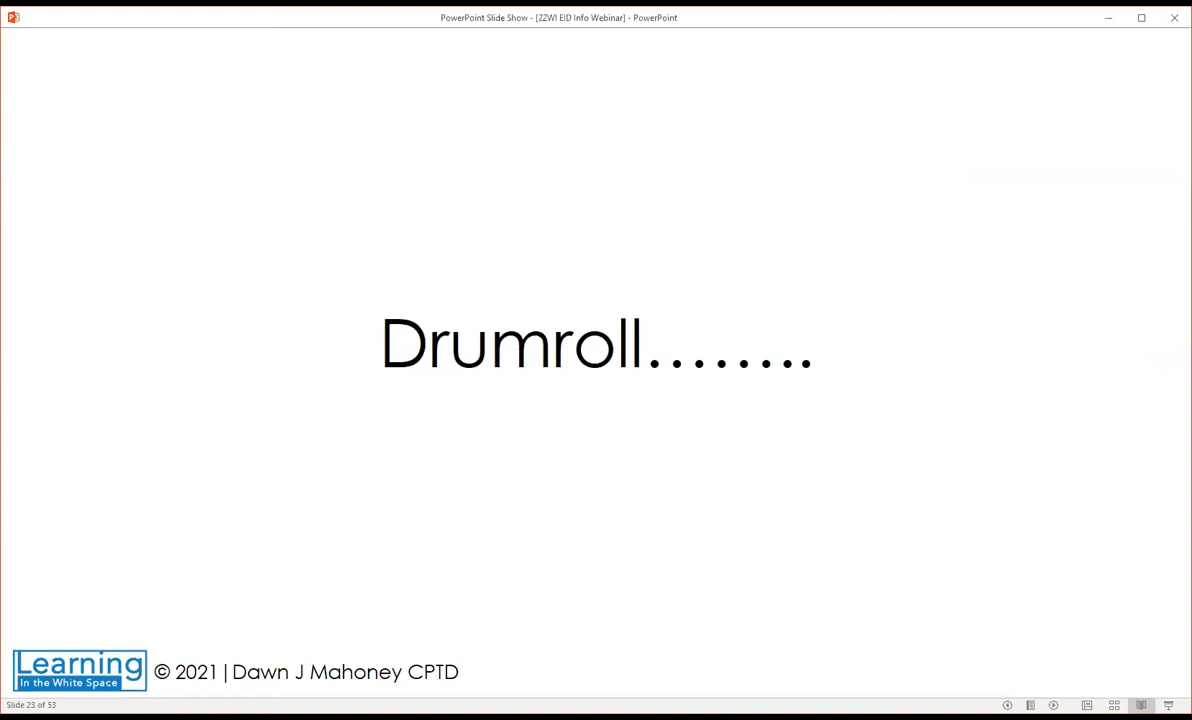 PowerPoint Slide Show - [22WI EID Info Webinar] - PowerPoint
Drumroll........
Learning
In the White Space
© 2021 | Dawn J Mahoney CPTD
Slide 23 of 53